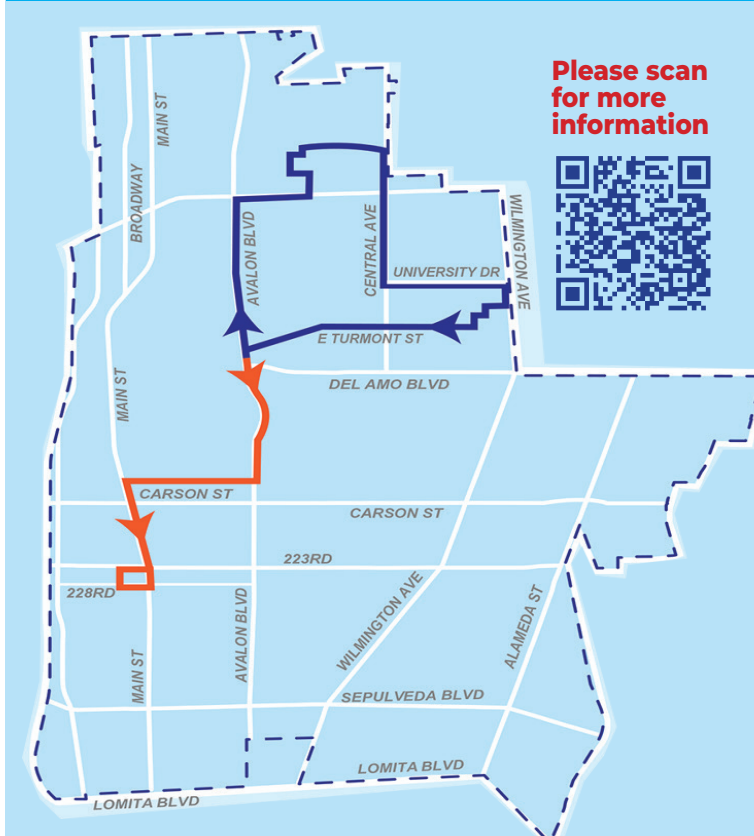 Please scan
for more
information
MAIN ST
BROADWAY
AVALON BLVD
CENTRAL AVE
WILMINGTON AVE
UNIVERSITY DR
E TURMONT ST
DEL AMO BLVD
MAIN ST
CARSON ST
CARSON ST
223RD
228RD
WILMINGTON AVE
ALAMEDA ST
AVALON BLVD
MAIN ST
SEPULVEDA BLVD
LOMITA BLVD
LOMITA BLVD